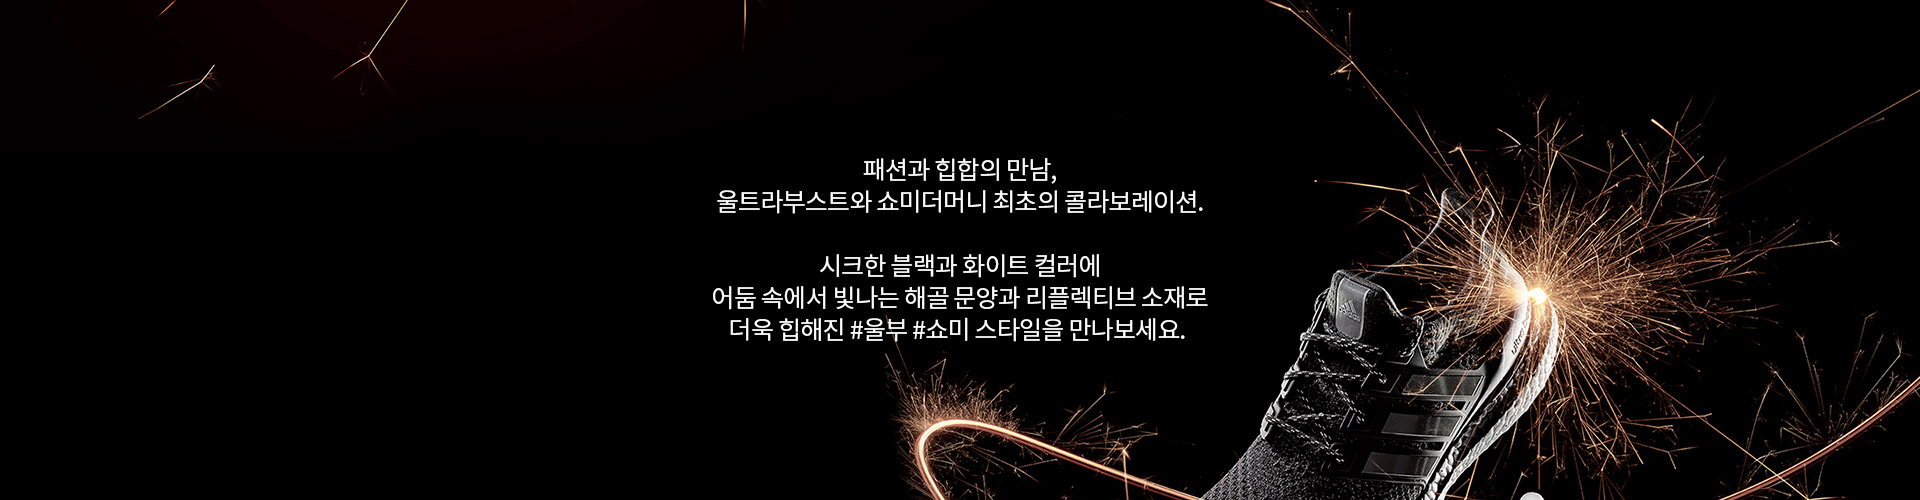 패션과 힙합의 만남,
울트라부스트와 쇼미더머니 최초의 콜라보레이션.
시크한 블랙과 화이트 컬러에
어둠 속에서 빛나는 해골 문양과 리플렉티브 소재로
더욱 힙해진 #울부 #쇼미 스타일을 만나보세요.
adidas